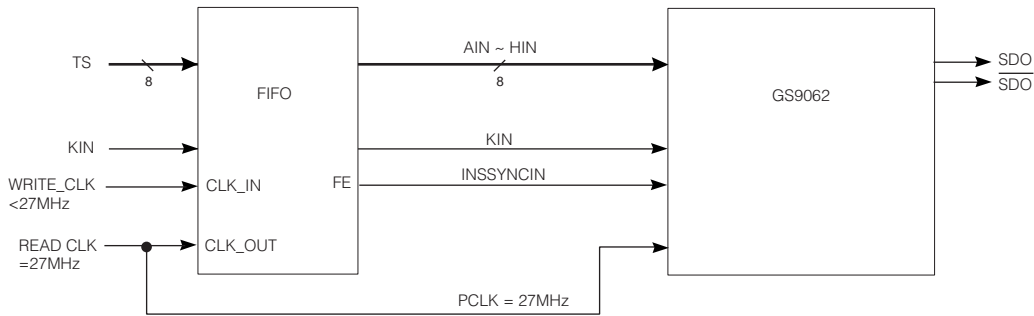 TS
8
AIN ~ HIN
8
SDO
SDO
FIFO
GS9062
KIN
KIN
WRITE_CLK
<27MHz
CLK_IN
FE
INSSYNCIN
READ CLK
=27MHz
CLK_OUT
PCLK = 27MHz